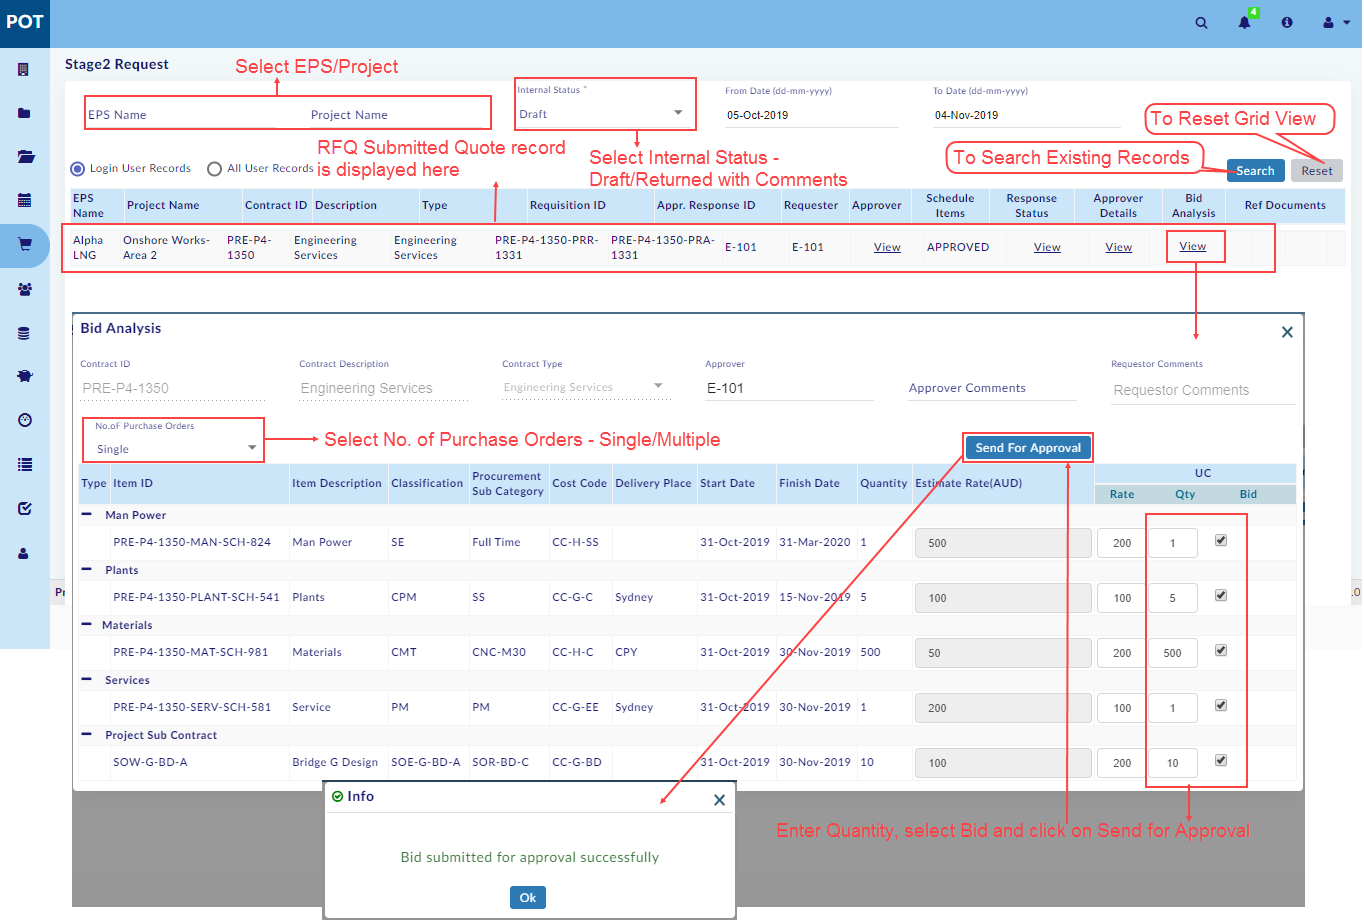 POT
4
Stage2 Request
Select EPS/Project
Internal Status *
From Date (dd-mm-yyyy)
To Date (dd-mm-yyyy)
EPS Name
Project Name
Draft
05-Oct-2019
04-Nov-2019
To Reset Grid View
RFQ Submitted Quote record
is displayed here
Select Internal Status -
Draft/Returned with Comments
To Search Existing Records
Login User Records
All User Records
Search
Reset
EPS Name Project Name Contract ID Description Type Requisition ID Appr. Response ID Requester Approver Schedule Items Response Status Approver Details Bid Analysis Ref Documents
Alpha LNG Onshore Works-Area 2 PRE-P4-1350 Engineering Services Engineering Services PRE-P4-1350-PRR-1331 PRE-P4-1350-PRA-1331 E-101 E-101 View APPROVED View View View
Bid Analysis
Contract ID
Contract Description
Contract Type
Approver
Requestor Comments
PRE-P4-1350
Engineering Services
Engineering Services
E-101
Approver Comments
Requestor Comments
No.oF Purchase Orders
Single
Select No. of Purchase Orders - Single/Multiple
Send For Approval
Type Item ID Item Description Classification Procurement Sub Category Cost Code Delivery Place Start Date Finish Date Quantity Estimate Rate(AUD) UC
Rate Qty Bid
Man Power
PRE-P4-1350-MAN-SCH-824 Man Power SE Full Time CC-H-SS 31-Oct-2019 31-Mar-2020 1 500 200 1
Plants
PRE-P4-1350-PLANT-SCH-541 Plants CPM SS CC-G-C Sydney 31-Oct-2019 15-Nov-2019 5 100 100 5
Materials
PRE-P4-1350-MAT-SCH-981 Materials CMT CNC-M30 CC-H-C CPY 31-Oct-2019 30-Nov-2019 500 50 200 500
Services
PRE-P4-1350-SERV-SCH-581 Service PM PM CC-G-EE Sydney 31-Oct-2019 30-Nov-2019 1 200 100 1
Project Sub Contract
SOW-G-BD-A Bridge G Design SOE-G-BD-A SOR-BD-C CC-G-BD 31-Oct-2019 30-Nov-2019 10 100 200 10
Pr
.0
Info
Enter Quantity, select Bid and click on Send for Approval
Bid submitted for approval successfully
Ok